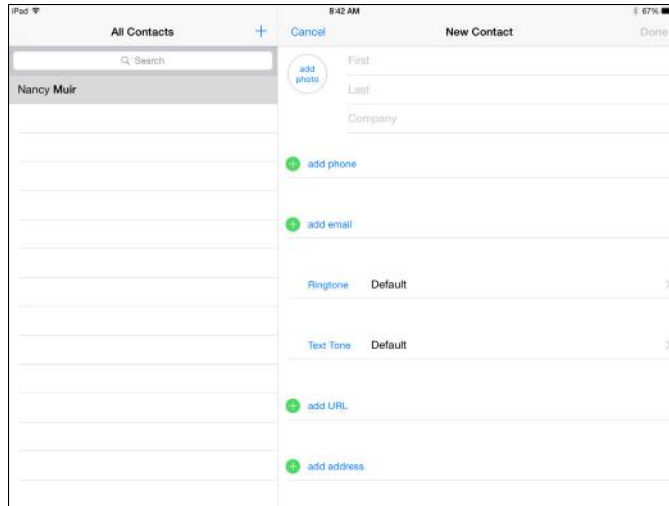 iPad 8:42 AM 67%
All Contacts + Cancel New Contact Done
Search
Nancy Muir
add photo
First
Last
Company
add phone
add email
Ringtone Default
Text Tone Default
add URL
add address